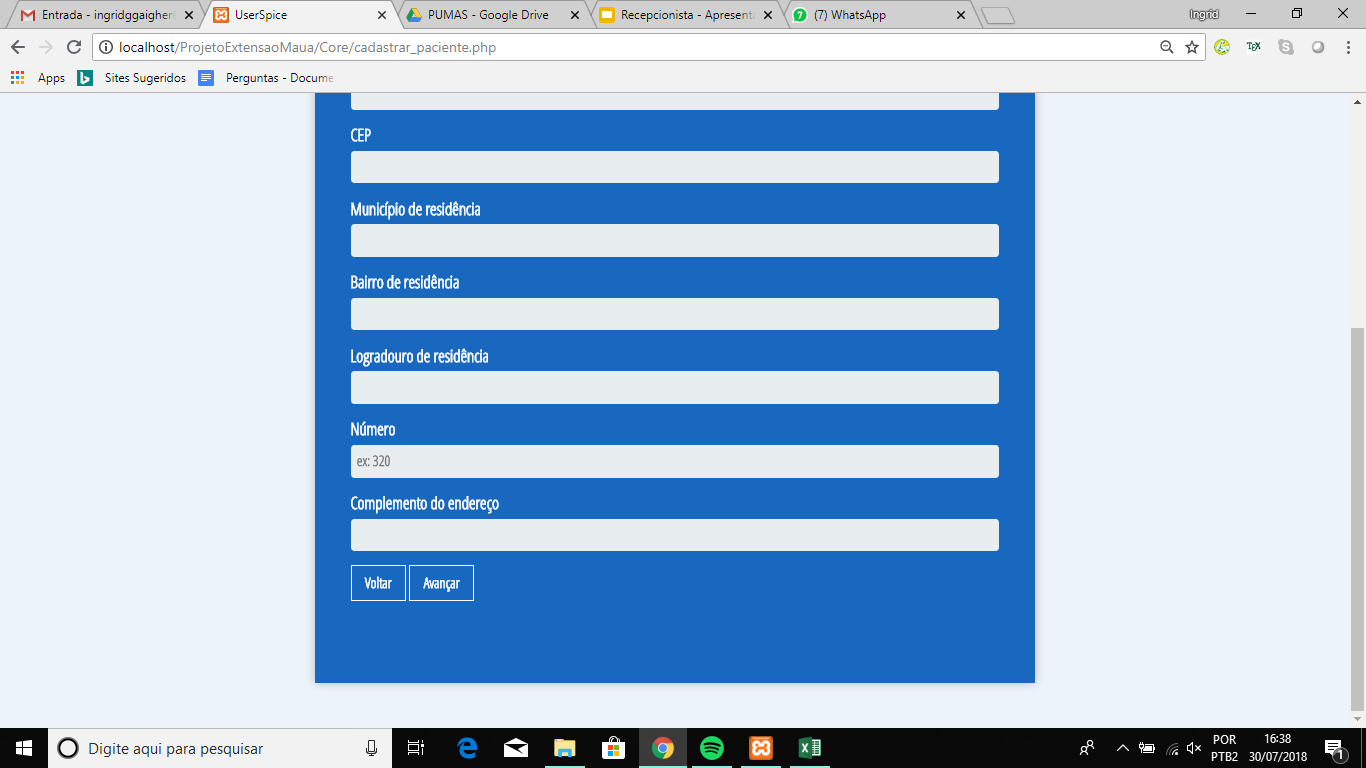 Entrada - ingridggaigher
UserSpice
PUMAS - Google Drive
Recepcionista - Apresent
(7) WhatsApp
Ingrid
localhost/ProjetoExtensaoMaua/Core/cadastrar_paciente.php
Apps
Sites Sugeridos
Perguntas - Docume
CEP
Município de residência
Bairro de residência
Logradouro de residência
Número
ex: 320
Complemento do endereço
Voltar
Avançar
Digite aqui para pesquisar
POR
PTB2
16:38
30/07/2018
1